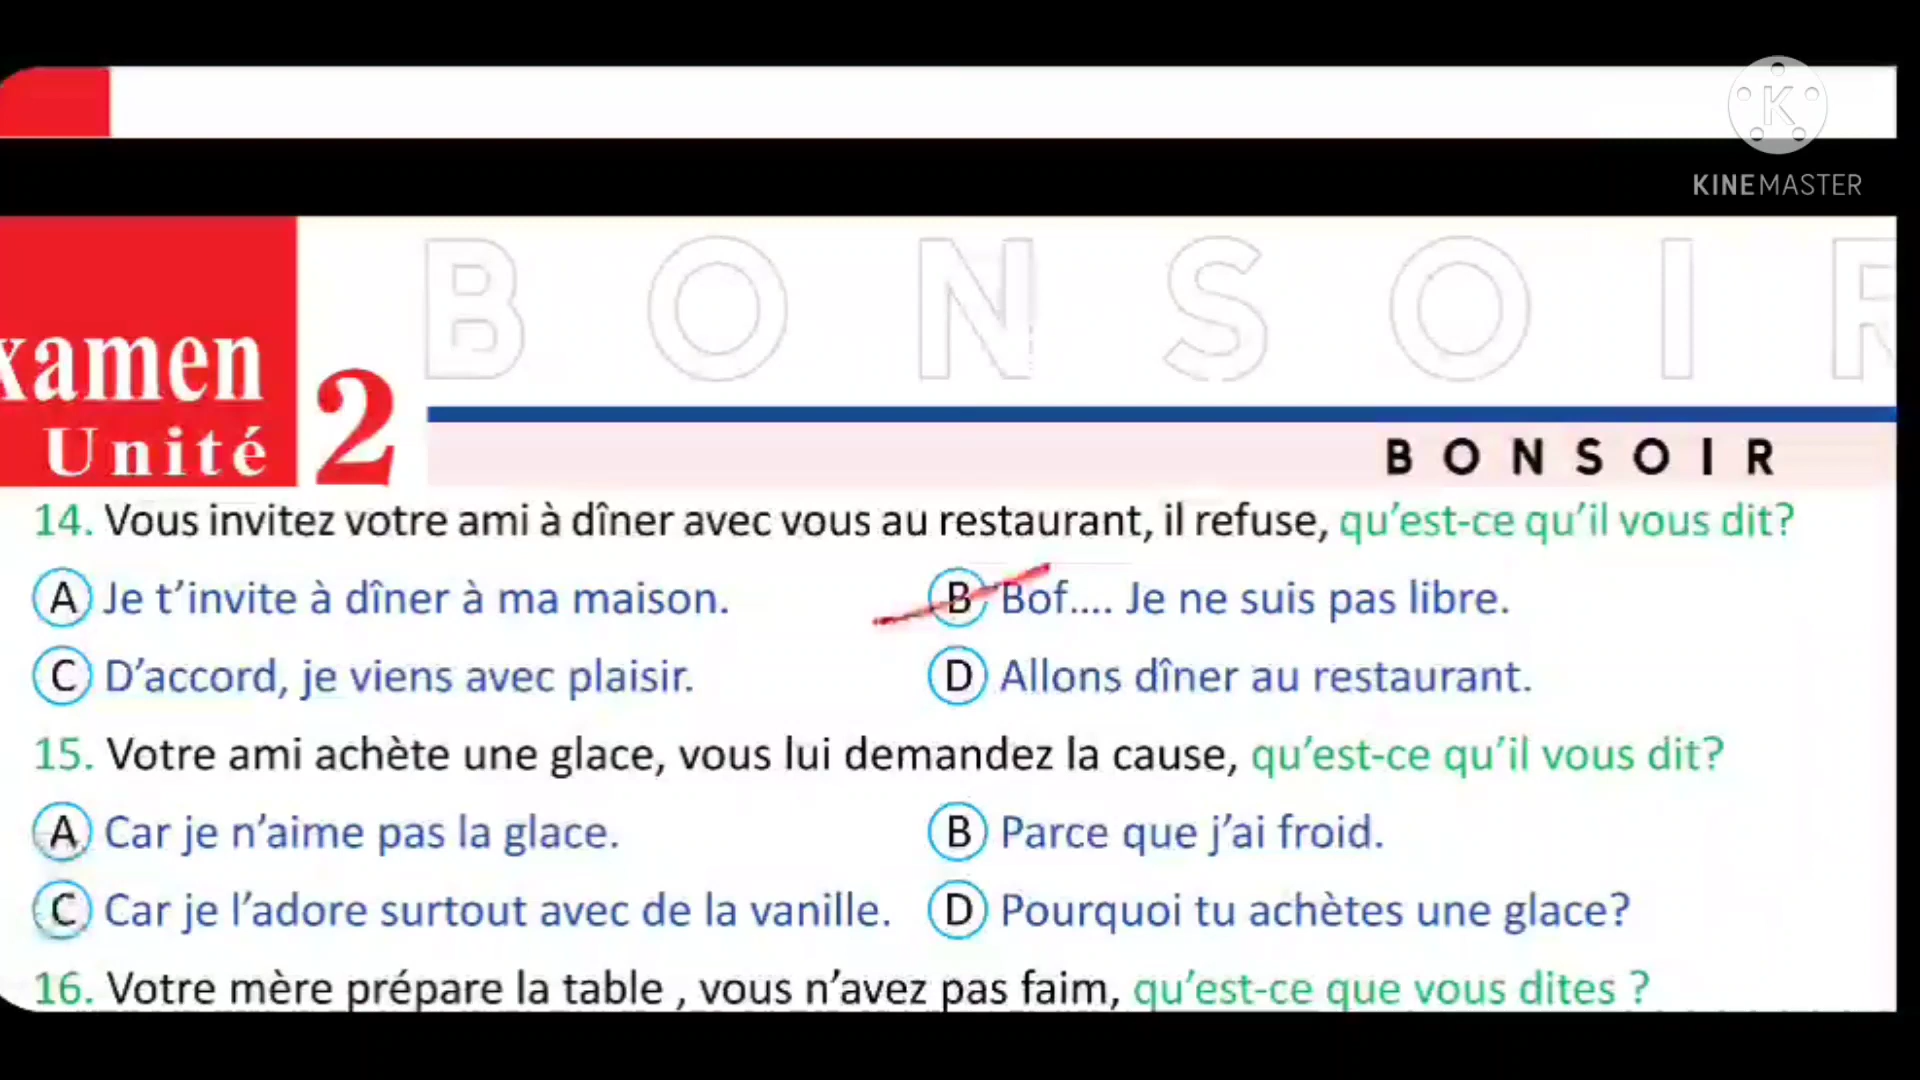 KINEMASTER
BONSOIR
xamen
Unité 2
BONSOIR
14. Vous invitez votre ami à dîner avec vous au restaurant, il refuse, qu'est-ce qu'il vous dit?
A Je t'invite à dîner à ma maison.
B Bof.... Je ne suis pas libre.
C D'accord, je viens avec plaisir.
D Allons dîner au restaurant.
15. Votre ami achète une glace, vous lui demandez la cause, qu'est-ce qu'il vous dit?
A Car je n'aime pas la glace.
B Parce que j'ai froid.
C Car je l'adore surtout avec de la vanille.
D Pourquoi tu achètes une glace?
16. Votre mère prépare la table , vous n'avez pas faim, qu'est-ce que vous dites ?